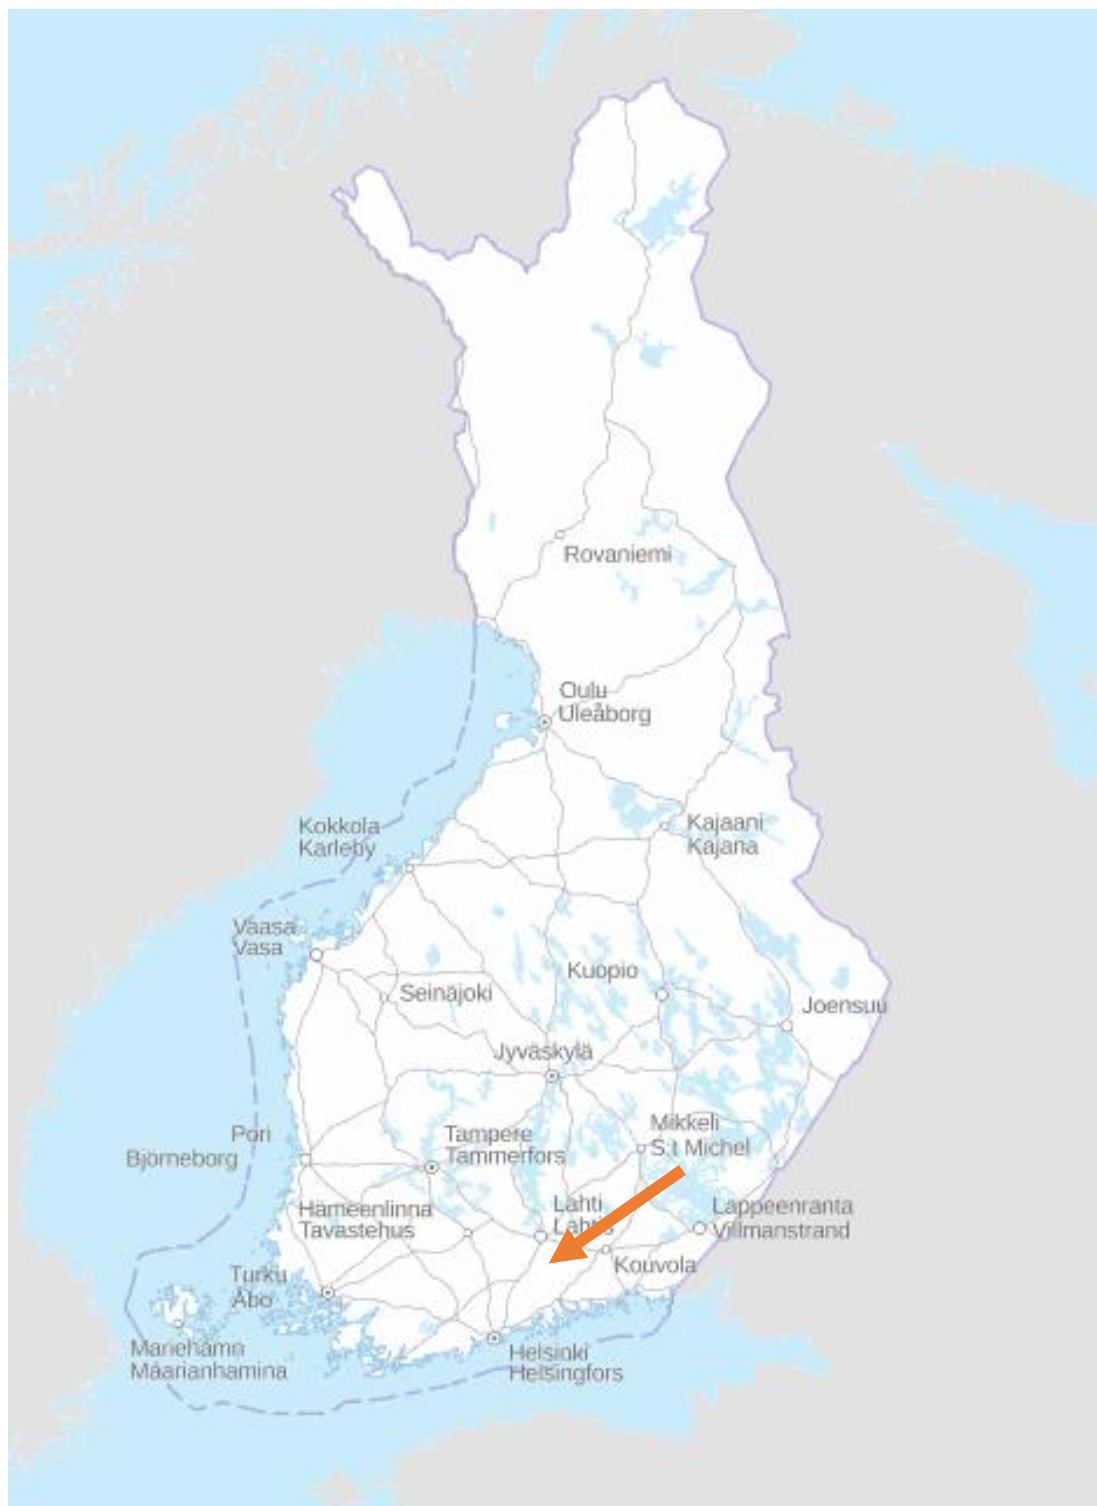 Rovaniemi
Oulu
Uleåborg
Kokkola
Karleby
Kajaani
Kajana
Vaasa
Vasa
Kuopio
Seinäjoki
Joensuu
Jyväskylä
Mikkeli
S:t Michel
Pori
Björneborg
Tampere
Tammerfors
Hämeenlinna
Tavastehus
Lahti
Lahtis
Lappeenranta
Villmanstrand
Kouvola
Turku
Åbo
Mariehamn
Maarianhamina
Helsinki
Helsingfors